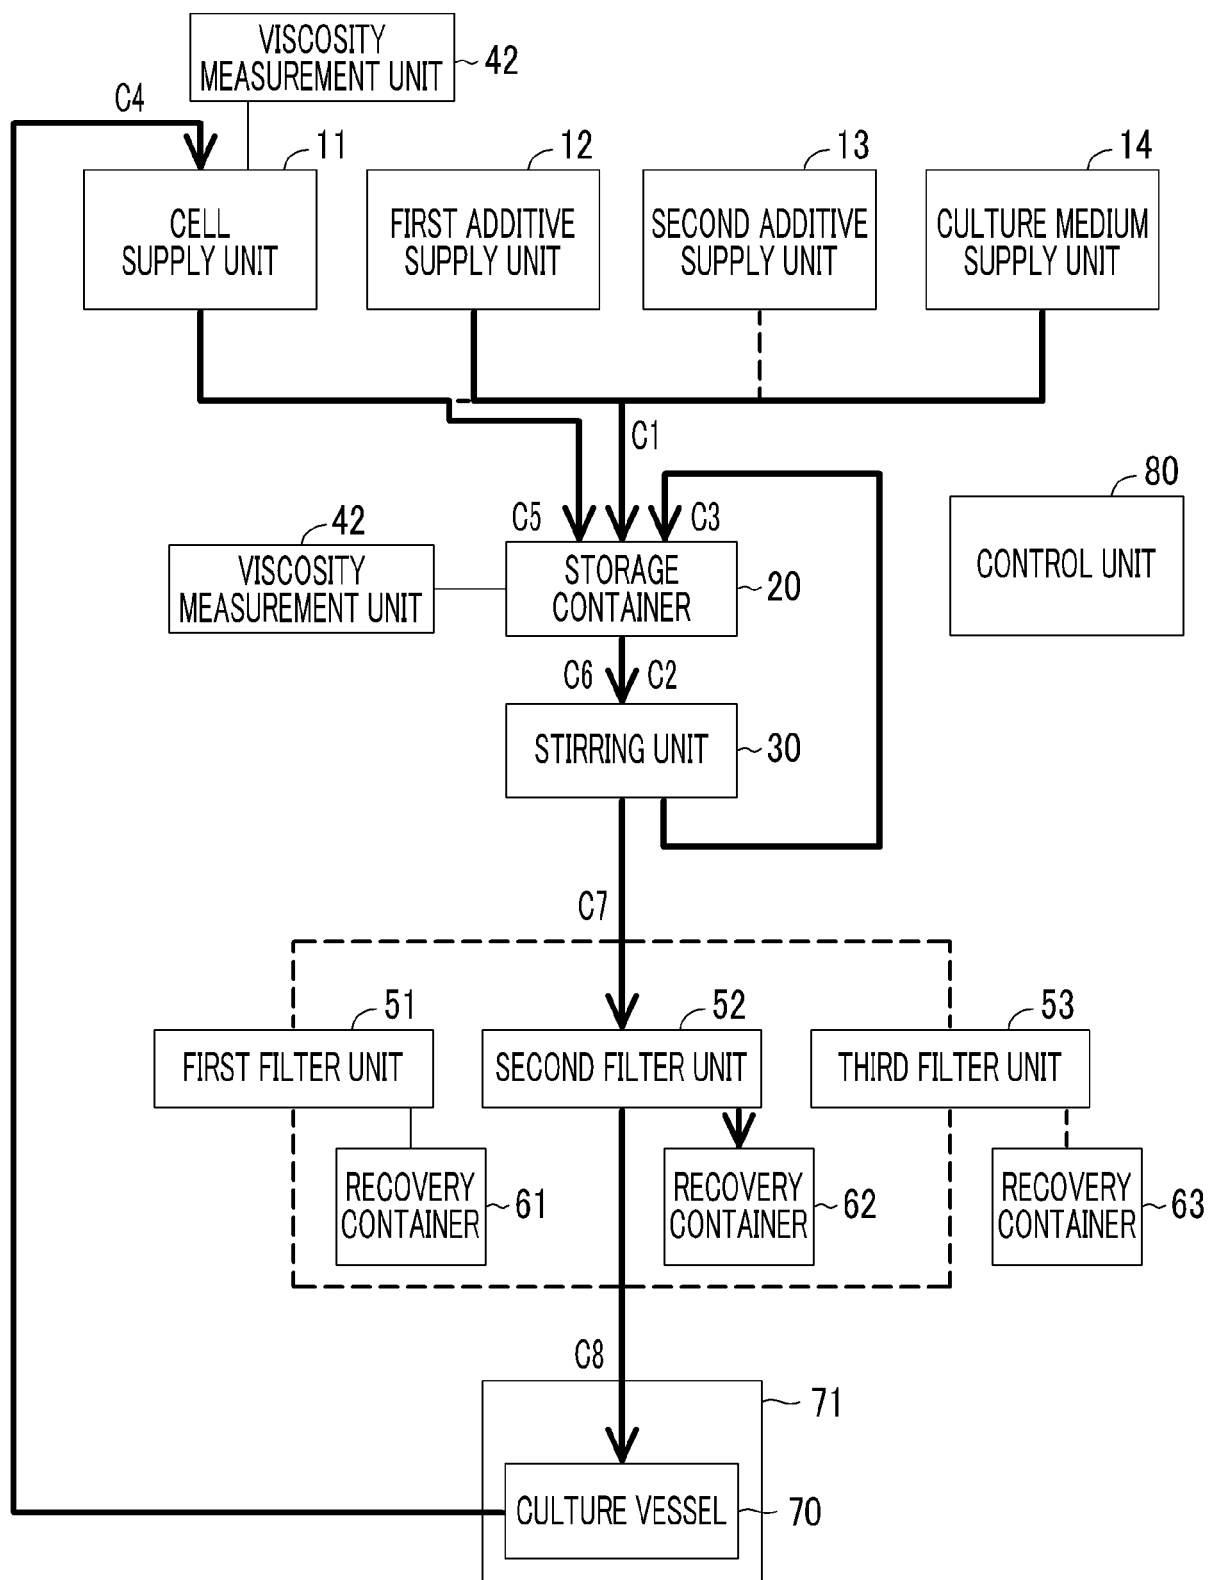 VISCOSITY
MEASUREMENT UNIT
42
C4
11
12
13
14
CELL
SUPPLY UNIT
FIRST ADDITIVE
SUPPLY UNIT
SECOND ADDITIVE
SUPPLY UNIT
CULTURE MEDIUM
SUPPLY UNIT
C1
C5
C3
80
CONTROL UNIT
42
VISCOSITY
MEASUREMENT UNIT
STORAGE
CONTAINER
20
C6
C2
STIRRING UNIT
30
C7
51
52
53
FIRST FILTER UNIT
SECOND FILTER UNIT
THIRD FILTER UNIT
RECOVERY
CONTAINER
61
RECOVERY
CONTAINER
62
RECOVERY
CONTAINER
63
C8
71
CULTURE VESSEL
70